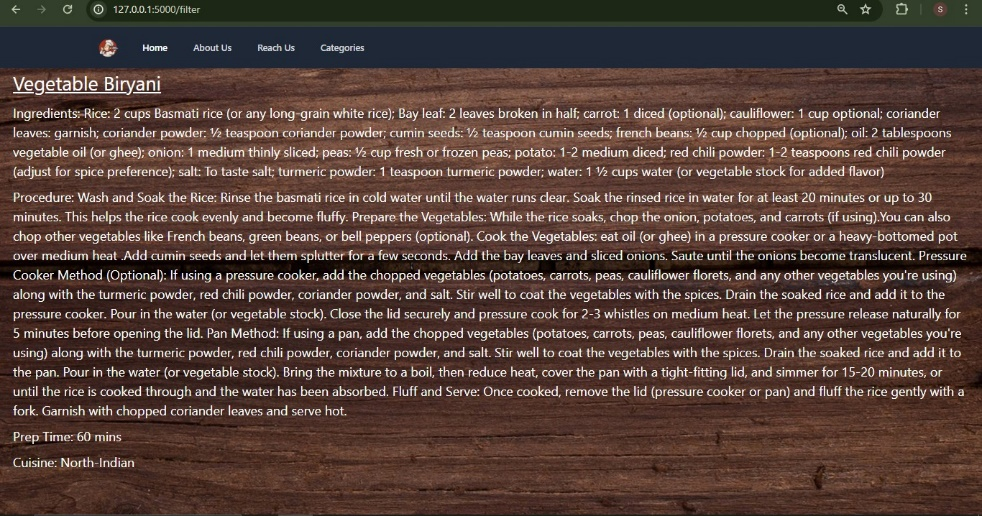 127.0.0.1:5000/filter
S
Home About Us Reach Us Categories
Vegetable Biryani
Ingredients: Rice: 2 cups Basmati rice (or any long-grain white rice); Bay leaf: 2 leaves broken in half; carrot: 1 diced (optional); cauliflower: 1 cup optional; coriander
leaves: garnish; coriander powder: ½ teaspoon coriander powder; cumin seeds: ½ teaspoon cumin seeds; french beans: ½ cup chopped (optional); oil: 2 tablespoons
vegetable oil (or ghee); onion: 1 medium thinly sliced; peas: ½ cup fresh or frozen peas; potato: 1-2 medium diced; red chili powder: 1-2 teaspoons red chili powder
(adjust for spice preference); salt: To taste salt; turmeric powder: 1 teaspoon turmeric powder; water: 1 ½ cups water (or vegetable stock for added flavor)
Procedure: Wash and Soak the Rice: Rinse the basmati rice in cold water until the water runs clear. Soak the rinsed rice in water for at least 20 minutes or up to 30
minutes. This helps the rice cook evenly and become fluffy. Prepare the Vegetables: While the rice soaks, chop the onion, potatoes, and carrots (if using).You can also
chop other vegetables like French beans, green beans, or bell peppers (optional). Cook the Vegetables: eat oil (or ghee) in a pressure cooker or a heavy-bottomed pot
over medium heat .Add cumin seeds and let them splutter for a few seconds. Add the bay leaves and sliced onions. Saute until the onions become translucent. Pressure
Cooker Method (Optional): If using a pressure cooker, add the chopped vegetables (potatoes, carrots, peas, cauliflower florets, and any other vegetables you're using)
along with the turmeric powder, red chili powder, coriander powder, and salt. Stir well to coat the vegetables with the spices. Drain the soaked rice and add it to the
pressure cooker. Pour in the water (or vegetable stock). Close the lid securely and pressure cook for 2-3 whistles on medium heat. Let the pressure release naturally for
5 minutes before opening the lid. Pan Method: If using a pan, add the chopped vegetables (potatoes, carrots, peas, cauliflower florets, and any other vegetables you're
using) along with the turmeric powder, red chili powder, coriander powder, and salt. Stir well to coat the vegetables with the spices. Drain the soaked rice and add it to
the pan. Pour in the water (or vegetable stock). Bring the mixture to a boil, then reduce heat, cover the pan with a tight-fitting lid, and simmer for 15-20 minutes, or
until the rice is cooked through and the water has been absorbed. Fluff and Serve: Once cooked, remove the lid (pressure cooker or pan) and fluff the rice gently with a
fork. Garnish with chopped coriander leaves and serve hot.
Prep Time: 60 mins
Cuisine: North-Indian